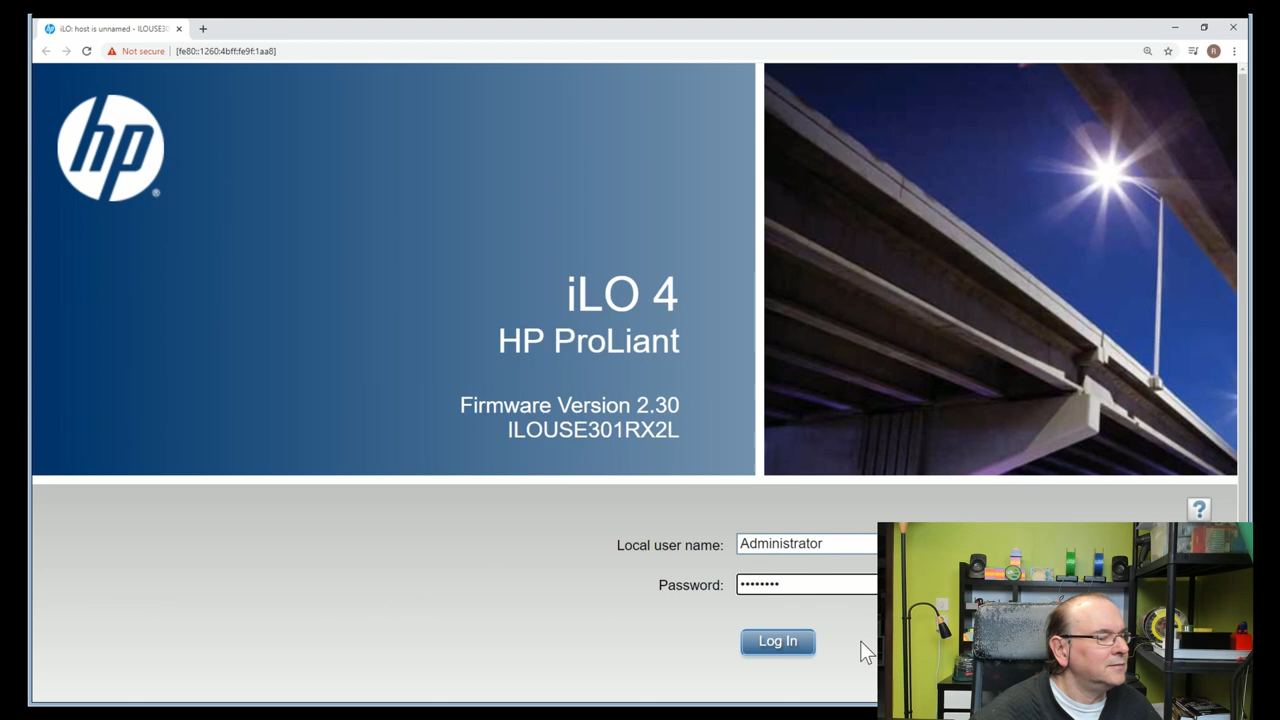 iLO: host is unnamed - ILOUSE30
Not secure
[fe80::1260:4bff:fe9f:1aa8]
R
hp
®
iLO 4
HP ProLiant
Firmware Version 2.30
ILOUSE301RX2L
?
Local user name:
Administrator
Password:
••••••••
Log In